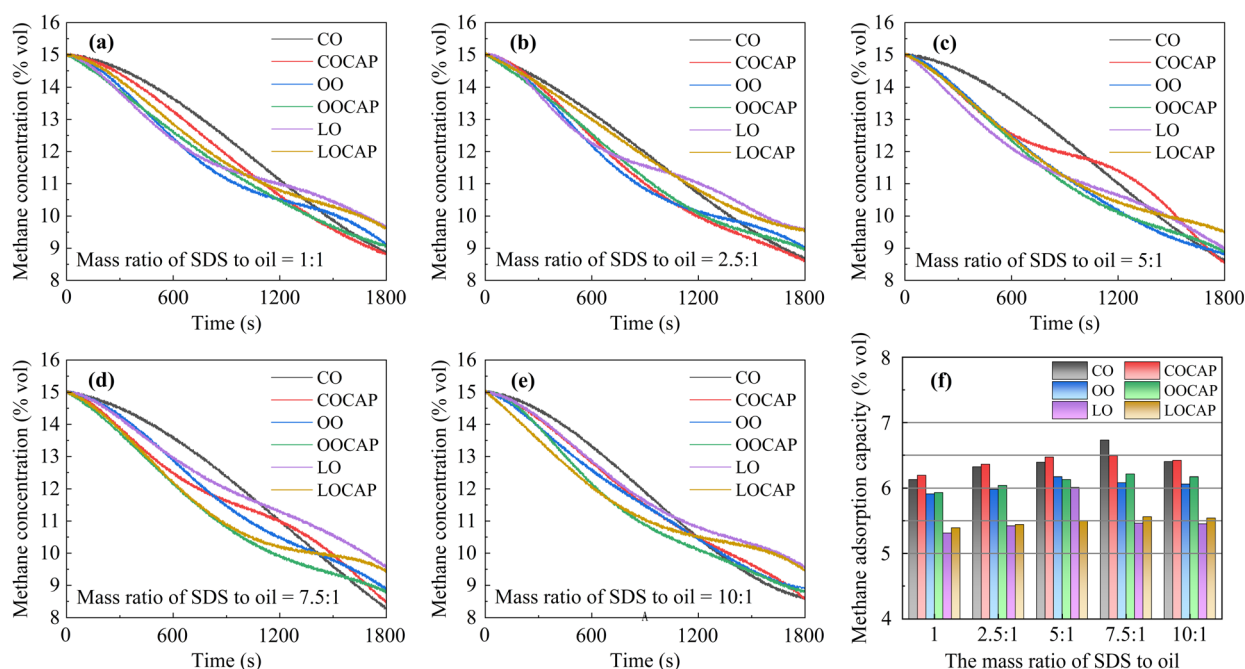 (a)
CO
COCAP
OO
OOCAP
LO
LOCAP
Methane concentration (% vol)
16
15
14
13
12
11
10
9
8
Mass ratio of SDS to oil = 1:1
0 600 1200 1800
Time (s)
(b)
CO
COCAP
OO
OOCAP
LO
LOCAP
Methane concentration (% vol)
16
15
14
13
12
11
10
9
8
Mass ratio of SDS to oil = 2.5:1
0 600 1200 1800
Time (s)
(c)
CO
COCAP
OO
OOCAP
LO
LOCAP
Methane concentration (% vol)
16
15
14
13
12
11
10
9
8
Mass ratio of SDS to oil = 5:1
0 600 1200 1800
Time (s)
(d)
CO
COCAP
OO
OOCAP
LO
LOCAP
Methane concentration (% vol)
16
15
14
13
12
11
10
9
8
Mass ratio of SDS to oil = 7.5:1
0 600 1200 1800
Time (s)
(e)
CO
COCAP
OO
OOCAP
LO
LOCAP
Methane concentration (% vol)
16
15
14
13
12
11
10
9
8
Mass ratio of SDS to oil = 10:1
A
0 600 1200 1800
Time (s)
(f)
CO COCAP
OO OOCAP
LO LOCAP
Methane adsorption capacity (% vol)
8
7
6
5
4
1 2.5:1 5:1 7.5:1 10:1
The mass ratio of SDS to oil